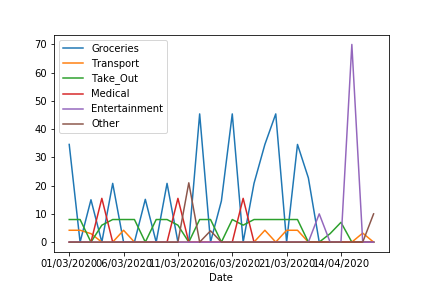 70
60
50
40
30
20
10
0
Groceries
Transport
Take_Out
Medical
Entertainment
Other
01/03/2020 06/03/2020 11/03/2020 16/03/2020 21/03/2020 14/04/2020
Date